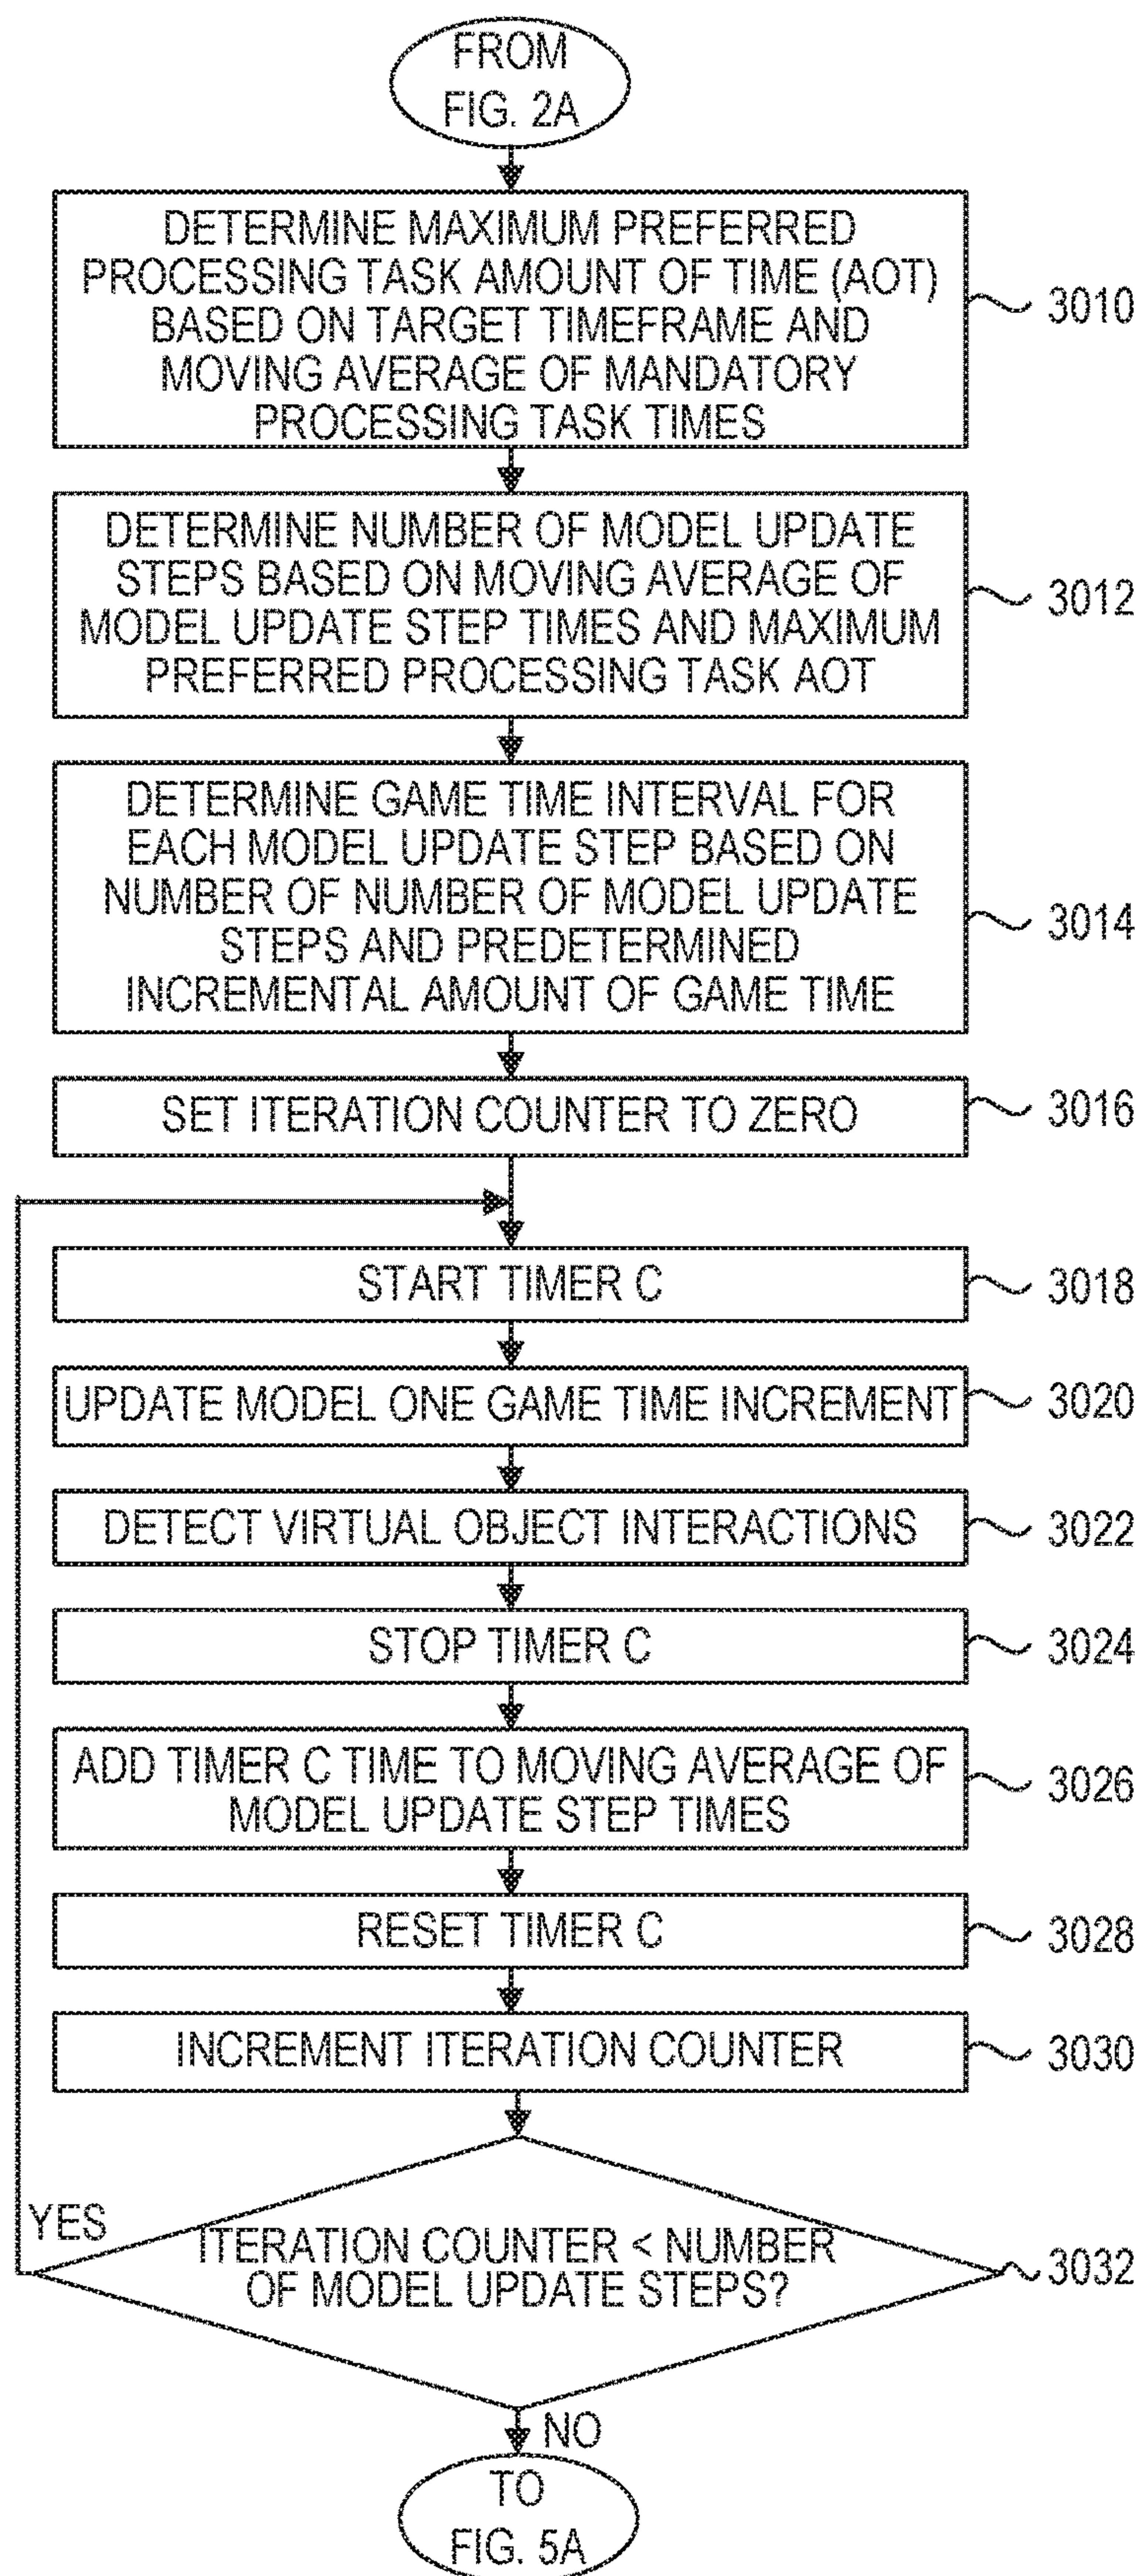 FROM
FIG. 2A
DETERMINE MAXIMUM PREFERRED
PROCESSING TASK AMOUNT OF TIME (AOT)
BASED ON TARGET TIMEFRAME AND
MOVING AVERAGE OF MANDATORY
PROCESSING TASK TIMES
3010
DETERMINE NUMBER OF MODEL UPDATE
STEPS BASED ON MOVING AVERAGE OF
MODEL UPDATE STEP TIMES AND MAXIMUM
PREFERRED PROCESSING TASK AOT
3012
DETERMINE GAME TIME INTERVAL FOR
EACH MODEL UPDATE STEP BASED ON
NUMBER OF NUMBER OF MODEL UPDATE
STEPS AND PREDETERMINED
INCREMENTAL AMOUNT OF GAME TIME
3014
SET ITERATION COUNTER TO ZERO
3016
START TIMER C
3018
UPDATE MODEL ONE GAME TIME INCREMENT
3020
DETECT VIRTUAL OBJECT INTERACTIONS
3022
STOP TIMER C
3024
ADD TIMER C TIME TO MOVING AVERAGE OF
MODEL UPDATE STEP TIMES
3026
RESET TIMER C
3028
INCREMENT ITERATION COUNTER
3030
YES
ITERATION COUNTER < NUMBER
OF MODEL UPDATE STEPS?
3032
NO
TO
FIG. 5A